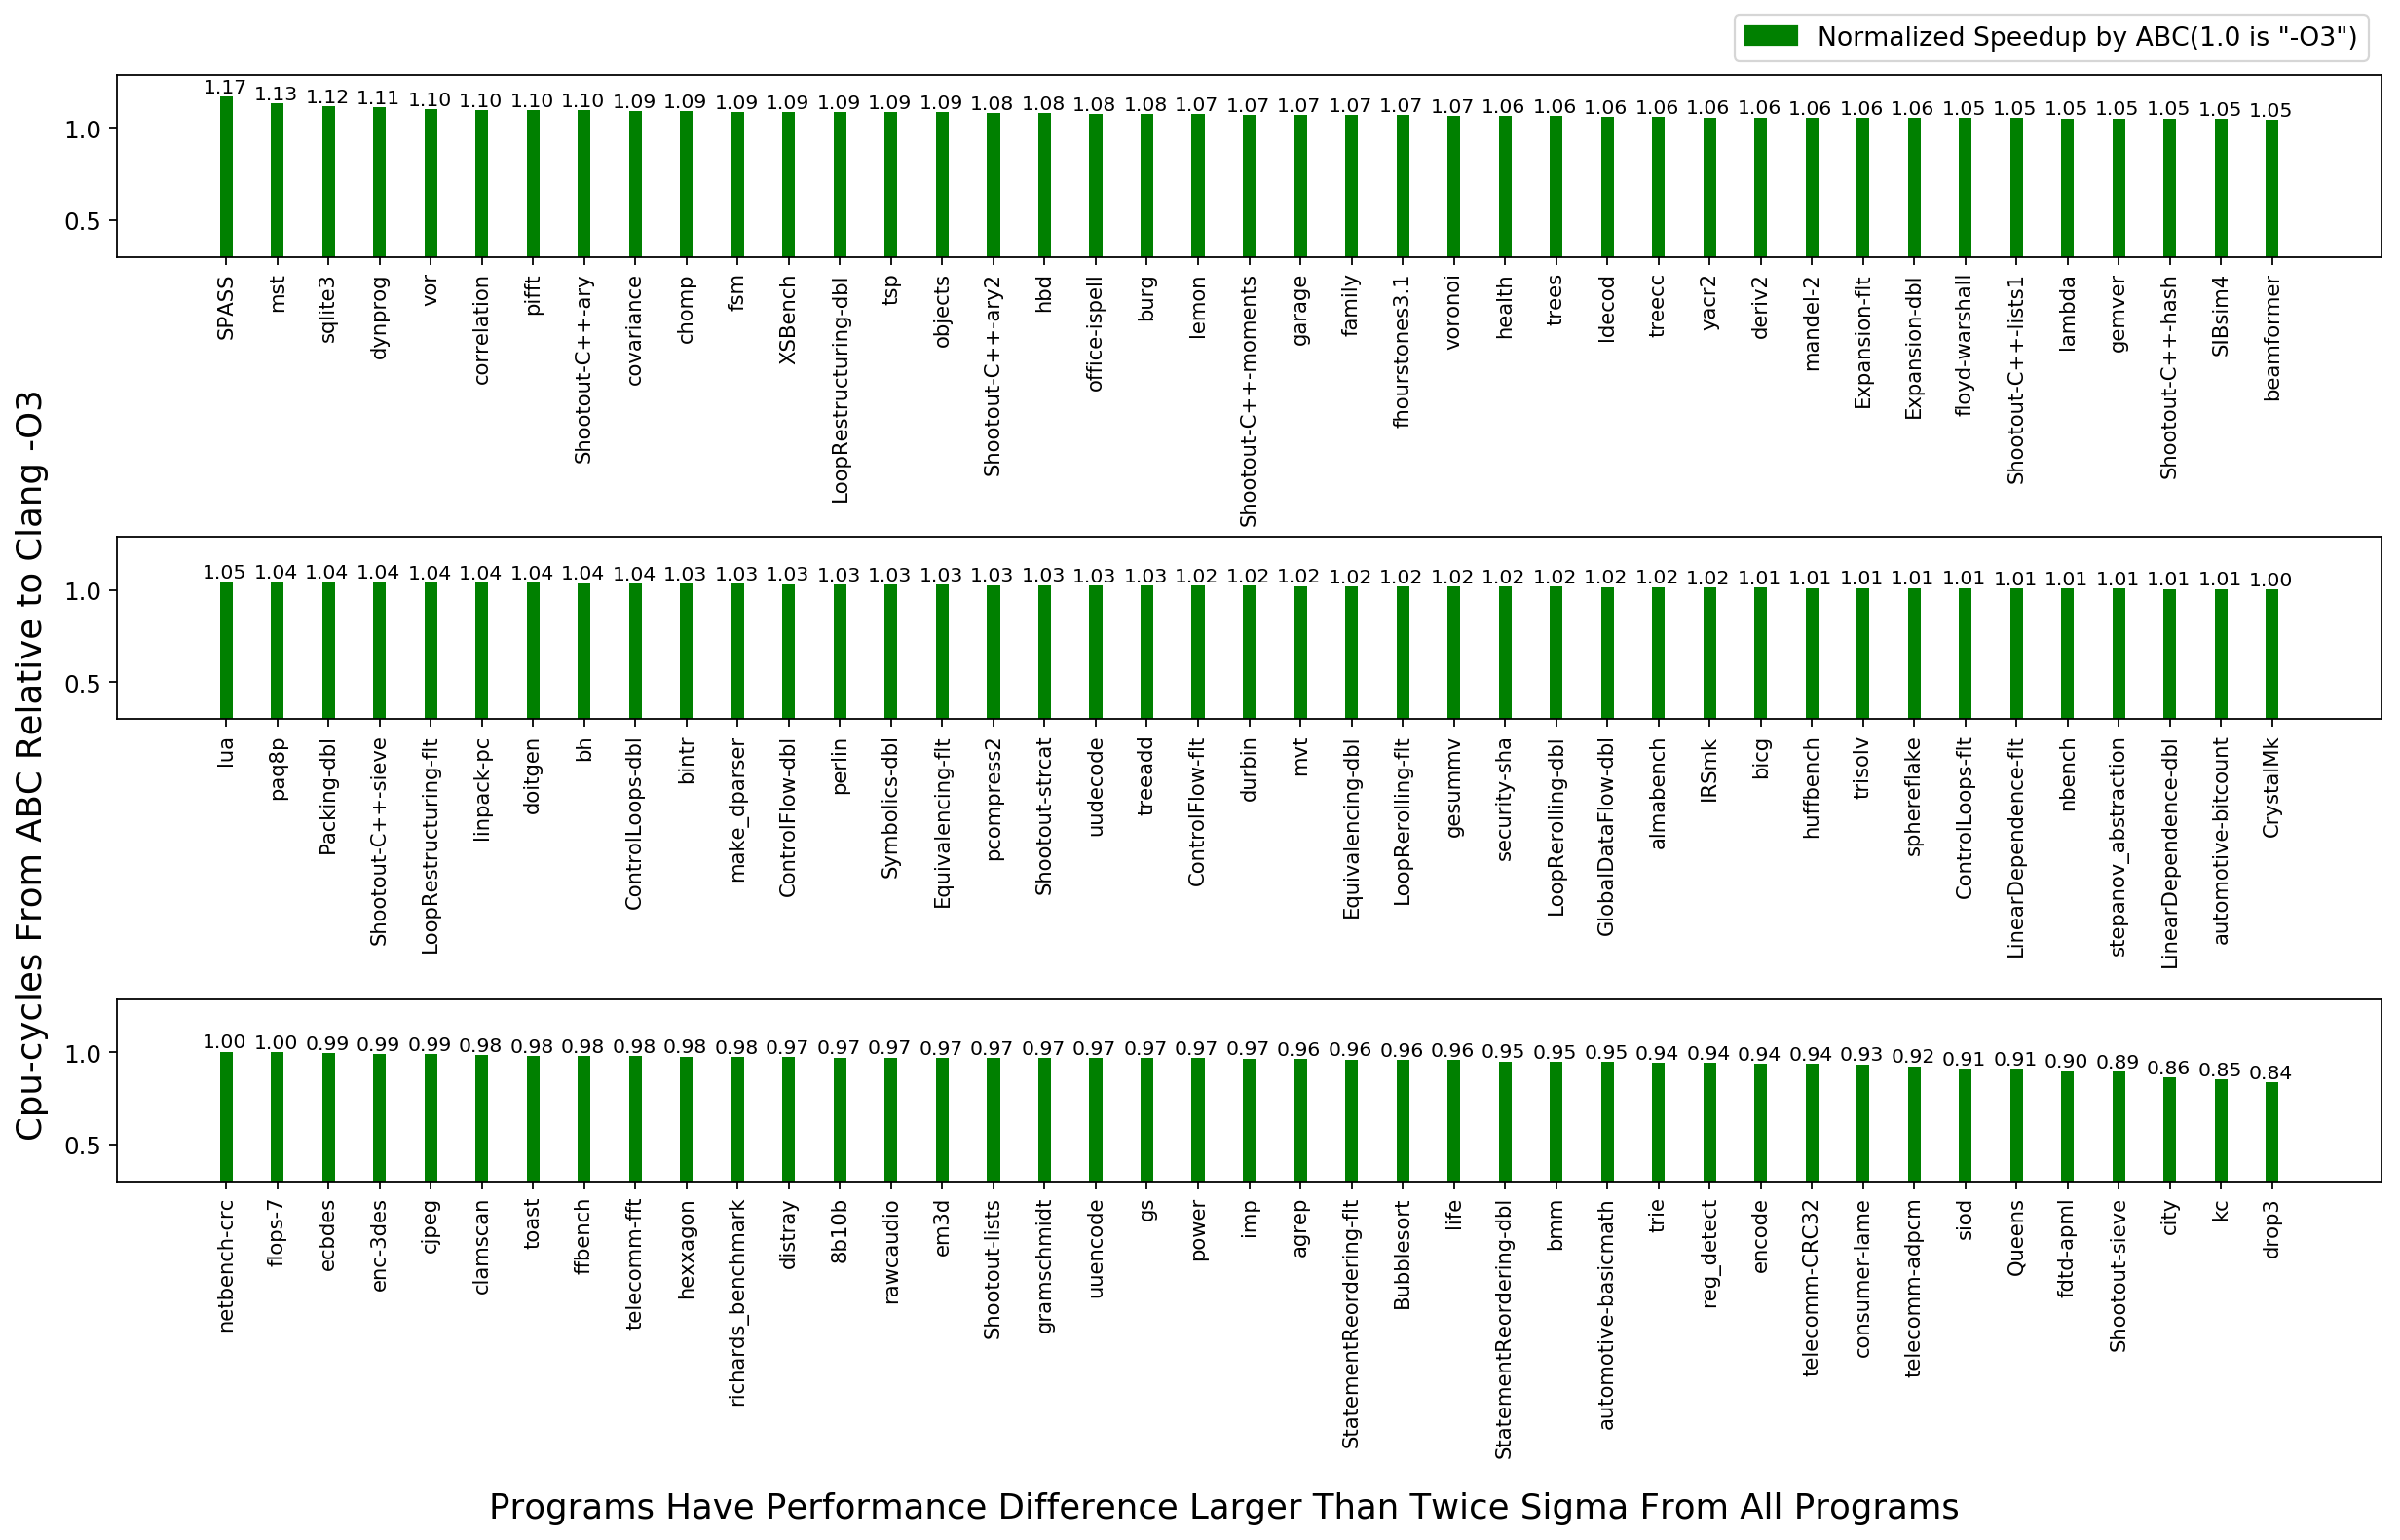 Normalized Speedup by ABC(1.0 is "-O3")
Cpu-cycles From ABC Relative to Clang -O3
1.17 1.13 1.12 1.11 1.10 1.10 1.10 1.10 1.09 1.09 1.09 1.09 1.09 1.09 1.09 1.08 1.08 1.08 1.08 1.07 1.07 1.07 1.07 1.07 1.07 1.06 1.06 1.06 1.06 1.06 1.06 1.06 1.06 1.06 1.05 1.05 1.05 1.05 1.05 1.05 1.05
1.0
0.5
SPASS mst sqlite3 dynprog vor correlation pifft Shootout-C++-ary covariance chomp fsm XSBench LoopRestructuring-dbl tsp objects Shootout-C++-ary2 hbd office-ispell burg lemon Shootout-C++-moments garage family fhourstones3.1 voronoi health trees ldecod treecc yacr2 deriv2 mandel-2 Expansion-flt Expansion-dbl floyd-warshall Shootout-C++-lists1 lambda gemver Shootout-C++-hash SIBsim4 beamformer
1.05 1.04 1.04 1.04 1.04 1.04 1.04 1.04 1.04 1.03 1.03 1.03 1.03 1.03 1.03 1.03 1.03 1.03 1.03 1.02 1.02 1.02 1.02 1.02 1.02 1.02 1.02 1.02 1.02 1.02 1.01 1.01 1.01 1.01 1.01 1.01 1.01 1.01 1.01 1.01 1.00
1.0
0.5
lua paq8p Packing-dbl Shootout-C++-sieve LoopRestructuring-flt linpack-pc doitgen bh ControlLoops-dbl bintr make_dparser ControlFlow-dbl perlin Symbolics-dbl Equivalencing-flt pcompress2 Shootout-strcat uudecode treeadd ControlFlow-flt durbin mvt Equivalencing-dbl LoopRerolling-flt gesummv security-sha LoopRerolling-dbl GlobalDataFlow-dbl almabench IRSmk bicg huffbench trisolv sphereflake ControlLoops-flt LinearDependence-flt nbench stepanov_abstraction LinearDependence-dbl automotive-bitcount CrystalMk
1.00 1.00 0.99 0.99 0.99 0.98 0.98 0.98 0.98 0.98 0.98 0.97 0.97 0.97 0.97 0.97 0.97 0.97 0.97 0.97 0.97 0.96 0.96 0.96 0.96 0.95 0.95 0.95 0.94 0.94 0.94 0.94 0.93 0.92 0.91 0.91 0.90 0.89 0.86 0.85 0.84
1.0
0.5
netbench-crc flops-7 ecbdes enc-3des cjpeg clamscan toast ffbench telecomm-fft hexxagon richards_benchmark distray 8b10b rawcaudio em3d Shootout-lists gramschmidt uuencode gs power imp agrep StatementReordering-flt Bubblesort life StatementReordering-dbl bmm automotive-basicmath trie reg_detect encode telecomm-CRC32 consumer-lame telecomm-adpcm siod Queens fdtd-apml Shootout-sieve city kc drop3
Programs Have Performance Difference Larger Than Twice Sigma From All Programs